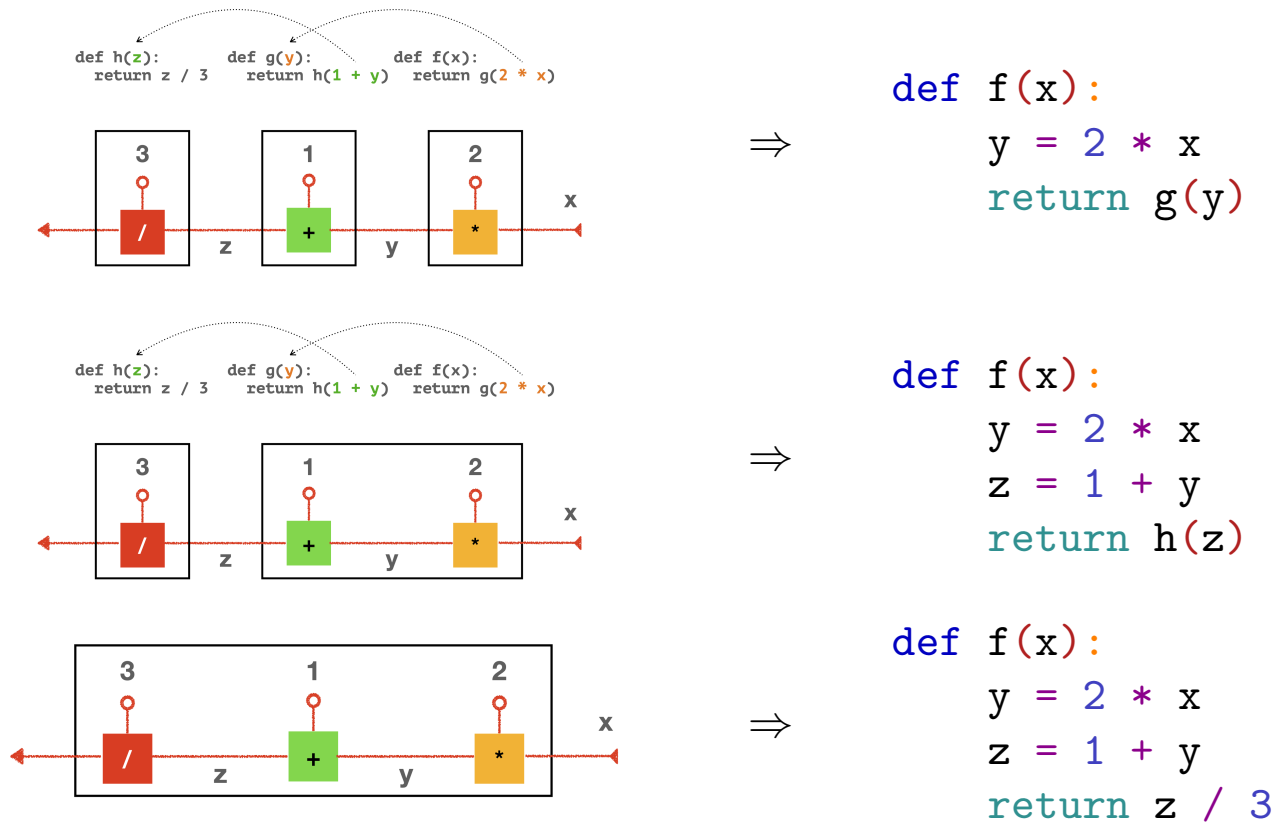 def h(z): def g(y): def f(x):
return z / 3 return h(1 + y) return g(2 * x)
3 1 2
x
/ + *
z y
⇒
def f(x):
y = 2 * x
return g(y)
def h(z): def g(y): def f(x):
return z / 3 return h(1 + y) return g(2 * x)
3 1 2
x
/ + *
z y
⇒
def f(x):
y = 2 * x
z = 1 + y
return h(z)
3 1 2
x
/ + *
z y
⇒
def f(x):
y = 2 * x
z = 1 + y
return z / 3